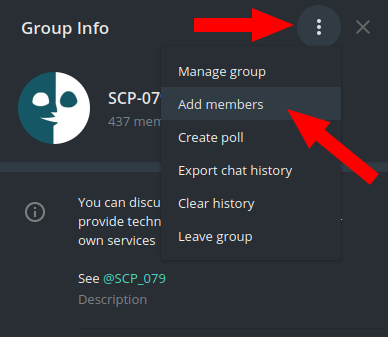 Group Info
SCP-079
437 mem
Manage group
Add members
Create poll
Export chat history
Clear history
Leave group
You can discu
provide techn
own services
See @SCP_079
Description